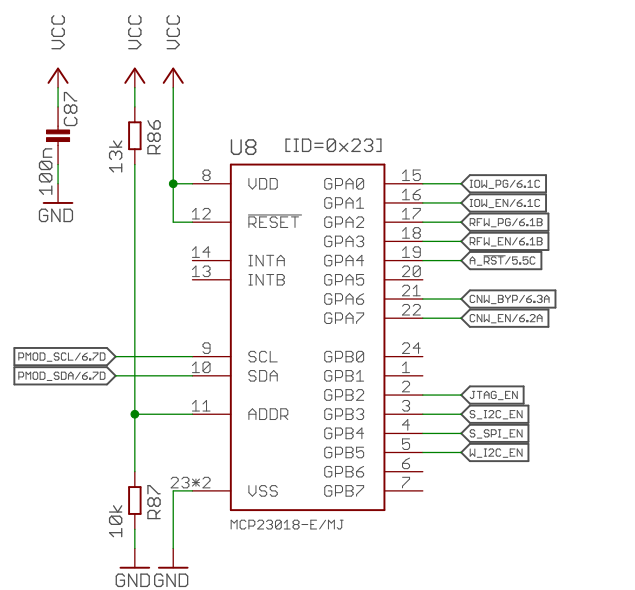 VCC
VCC
VCC
C87
100n
GND
R86
13k
U8 [ID=0x23]
8 VDD GPA0 15 IOW_PG/6.1C
GPA1 16 IOW_EN/6.1C
12 RESET GPA2 17 RFW_PG/6.1B
GPA3 18 RFW_EN/6.1B
14 INTA GPA4 19 A_RST/5.5C
13 INTB GPA5 20
GPA6 21 CNW_BYP/6.3A
GPA7 22 CNW_EN/6.2A
PMOD_SCL/6.7D 9 SCL GPB0 24
PMOD_SDA/6.7D 10 SDA GPB1 1
GPB2 2 JTAG_EN
11 ADDR GPB3 3 S_I2C_EN
GPB4 4 S_SPI_EN
GPB5 5 W_I2C_EN
GPB6 6
23*2 VSS GPB7 7
R87
10k
MCP23018-E/MJ
GND
GND